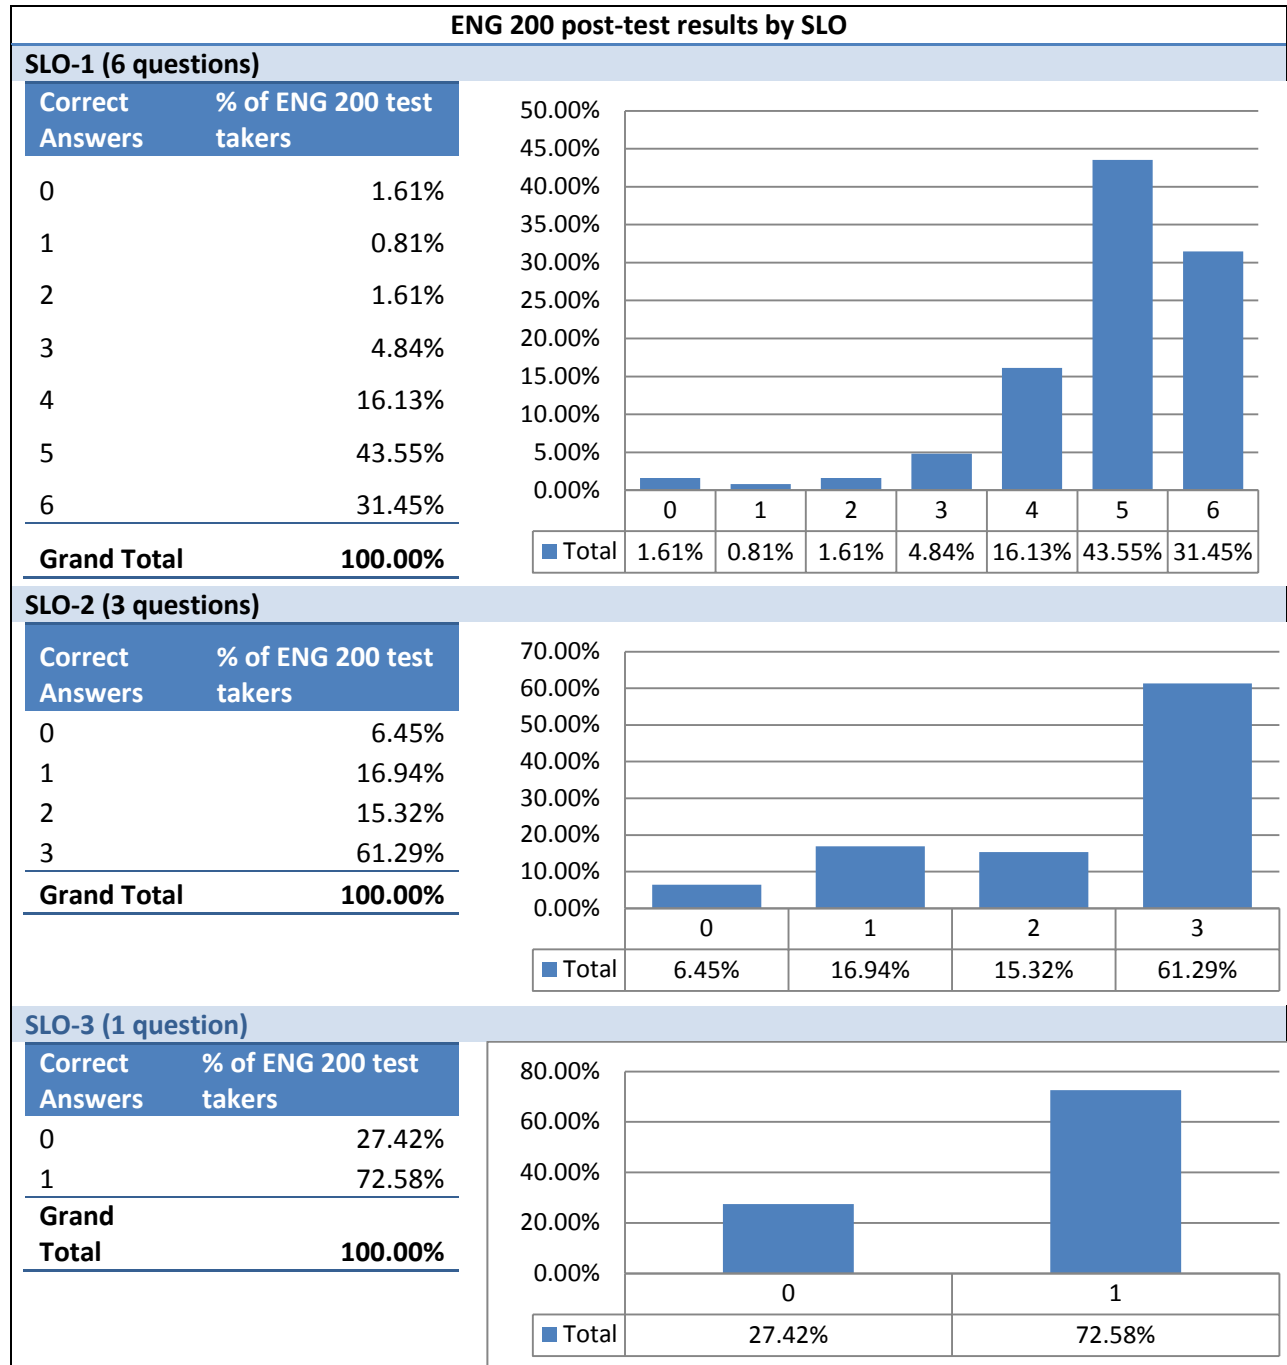 ENG 200 post-test results by SLO
SLO-1 (6 questions)
Correct Answers % of ENG 200 test takers
0 1.61%
1 0.81%
2 1.61%
3 4.84%
4 16.13%
5 43.55%
6 31.45%
Grand Total 100.00%
50.00%
45.00%
40.00%
35.00%
30.00%
25.00%
20.00%
15.00%
10.00%
5.00%
0.00%
0 1 2 3 4 5 6
Total 1.61% 0.81% 1.61% 4.84% 16.13% 43.55% 31.45%
SLO-2 (3 questions)
Correct Answers % of ENG 200 test takers
0 6.45%
1 16.94%
2 15.32%
3 61.29%
Grand Total 100.00%
70.00%
60.00%
50.00%
40.00%
30.00%
20.00%
10.00%
0.00%
0 1 2 3
Total 6.45% 16.94% 15.32% 61.29%
SLO-3 (1 question)
Correct Answers % of ENG 200 test takers
0 27.42%
1 72.58%
Grand
Total 100.00%
80.00%
60.00%
40.00%
20.00%
0.00%
0 1
Total 27.42% 72.58%